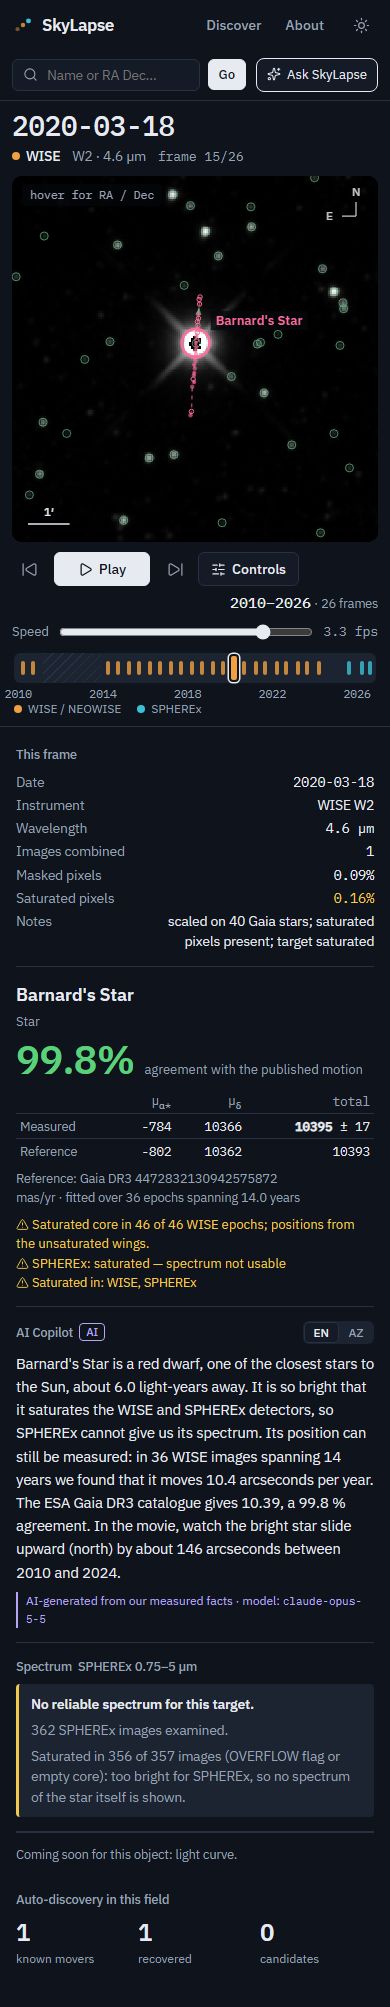 SkyLapse
Discover About
Name or RA Dec...
Go
Ask SkyLapse
2020-03-18
WISE W2 · 4.6 µm frame 15/26
hover for RA / Dec
N
E
Barnard's Star
1′
Play
Controls
2010–2026 · 26 frames
Speed 3.3 fps
2010 2014 2018 2022 2026
WISE / NEOWISE SPHEREx
This frame
Date 2020-03-18
Instrument WISE W2
Wavelength 4.6 µm
Images combined 1
Masked pixels 0.09%
Saturated pixels 0.16%
Notes scaled on 40 Gaia stars; saturated
pixels present; target saturated
Barnard's Star
Star
99.8% agreement with the published motion
μα* μδ total
Measured -784 10366 10395 ± 17
Reference -802 10362 10393
Reference: Gaia DR3 4472832130942575872
mas/yr · fitted over 36 epochs spanning 14.0 years
⚠ Saturated core in 46 of 46 WISE epochs; positions from
the unsaturated wings.
⚠ SPHEREx: saturated — spectrum not usable
⚠ Saturated in: WISE, SPHEREx
AI Copilot AI EN AZ
Barnard's Star is a red dwarf, one of the closest stars to
the Sun, about 6.0 light-years away. It is so bright that
it saturates the WISE and SPHEREx detectors, so
SPHEREx cannot give us its spectrum. Its position can
still be measured: in 36 WISE images spanning 14
years we found that it moves 10.4 arcseconds per year.
The ESA Gaia DR3 catalogue gives 10.39, a 99.8 %
agreement. In the movie, watch the bright star slide
upward (north) by about 146 arcseconds between
2010 and 2024.
AI-generated from our measured facts · model: claude-opus-
5-5
Spectrum SPHEREx 0.75–5 µm
No reliable spectrum for this target.
362 SPHEREx images examined.
Saturated in 356 of 357 images (OVERFLOW flag or
empty core): too bright for SPHEREx, so no spectrum
of the star itself is shown.
Coming soon for this object: light curve.
Auto-discovery in this field
1 1 0
known movers recovered candidates